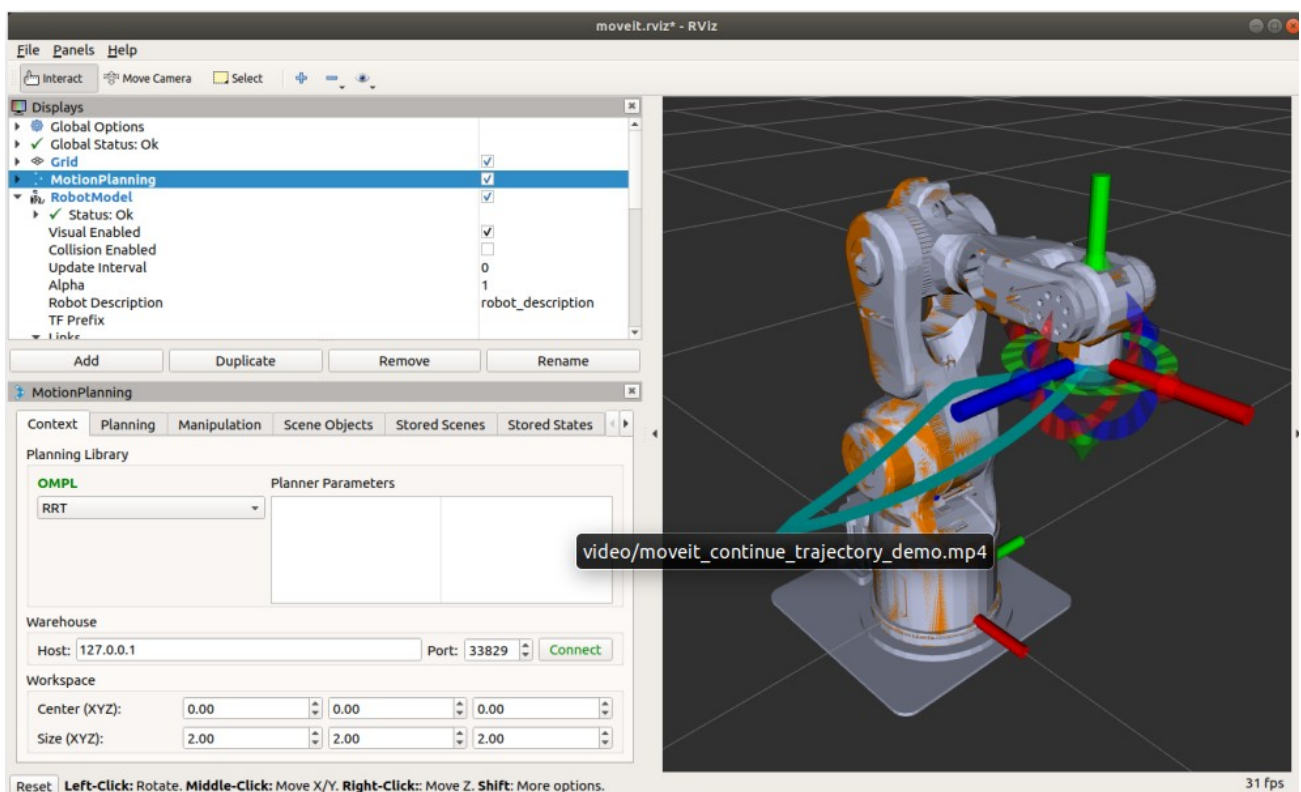 moveit.rviz* - RViz
File Panels Help
Interact Move Camera Select
Displays
Global Options
Global Status: Ok
Grid
MotionPlanning
RobotModel
Status: Ok
Visual Enabled
Collision Enabled
Update Interval 0
Alpha 1
Robot Description robot_description
TF Prefix
Links
Add Duplicate Remove Rename
MotionPlanning
Context Planning Manipulation Scene Objects Stored Scenes Stored States
Planning Library
OMPL Planner Parameters
RRT
video/moveit_continue_trajectory_demo.mp4
Warehouse
Host: 127.0.0.1 Port: 33829 Connect
Workspace
Center (XYZ): 0.00 0.00 0.00
Size (XYZ): 2.00 2.00 2.00
Reset Left-Click: Rotate. Middle-Click: Move X/Y. Right-Click:: Move Z. Shift: More options. 31 fps